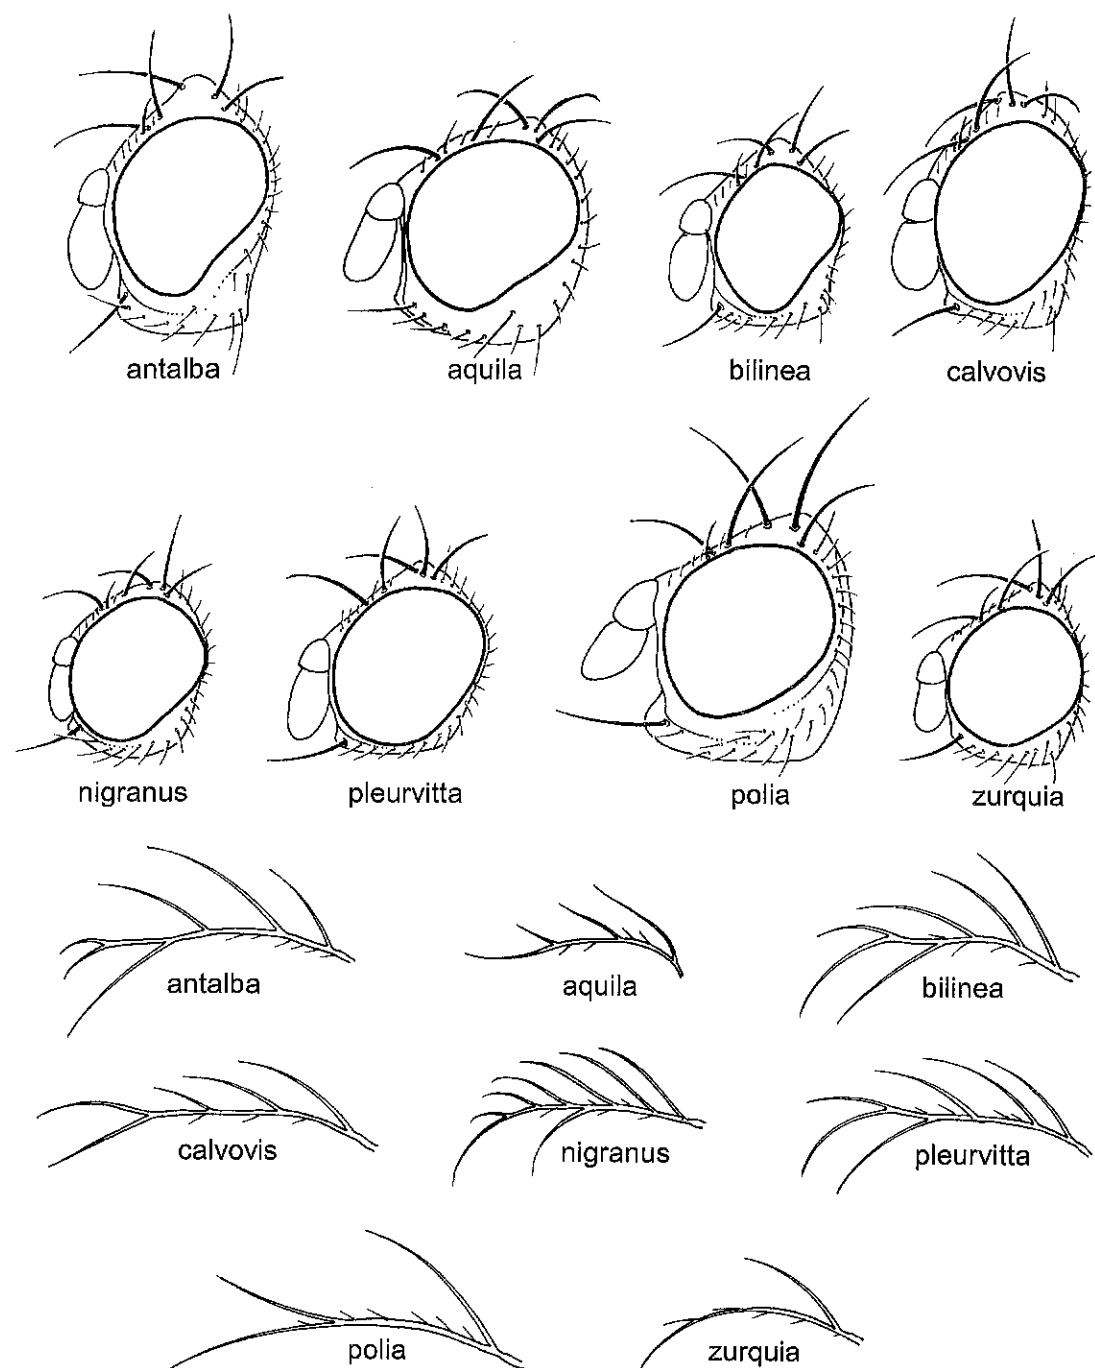 antalba aquila bilinea calvovis
nigranus pleurvitta polia zurquia
antalba aquila bilinea
calvovis nigranus pleurvitta
polia zurquia